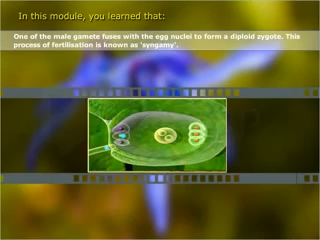 In this module, you learned that:
One of the male gamete fuses with the egg nuclei to form a diploid zygote. This
process of fertilisation is known as 'syngamy'.